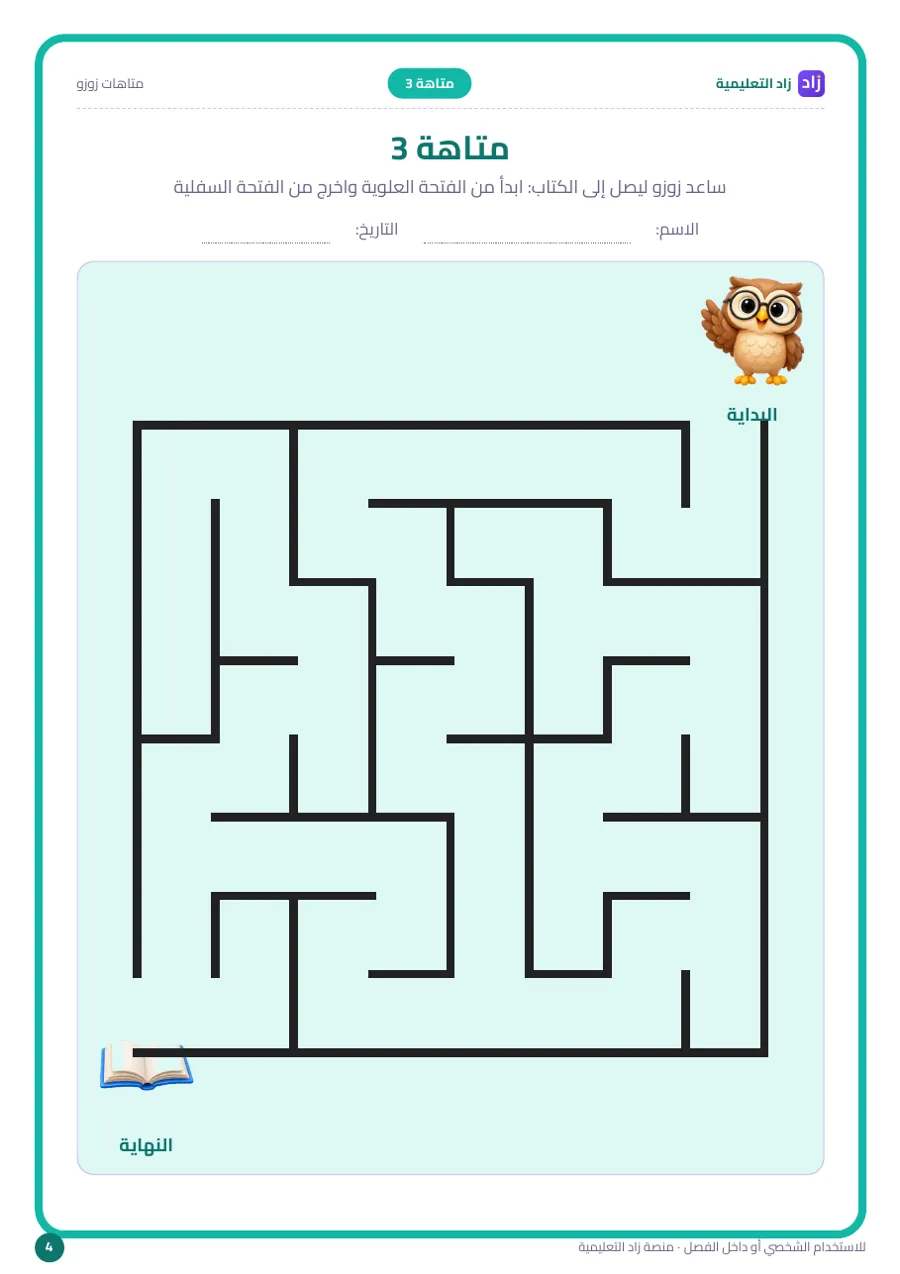 زاد
زاد التعليمية
متاهة 3
متاهات زوزو
متاهة 3
ساعد زوزو ليصل إلى الكتاب: ابدأ من الفتحة العلوية واخرج من الفتحة السفلية
الاسم:
التاريخ:
البداية
النهاية
للاستخدام الشخصي أو داخل الفصل · منصة زاد التعليمية
4